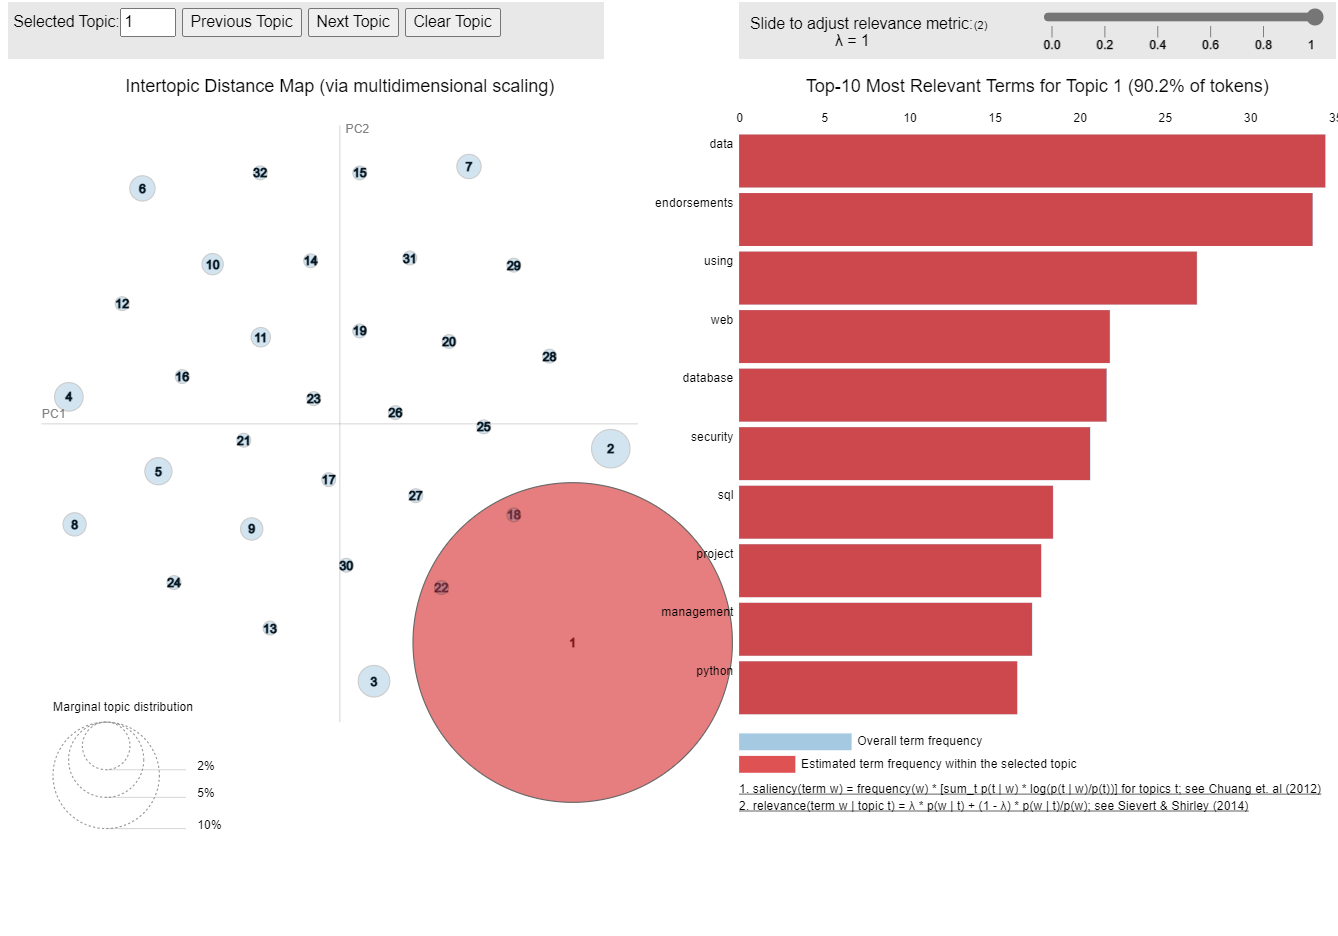 Selected Topic: 1 Previous Topic Next Topic Clear Topic
Slide to adjust relevance metric:(2)
λ = 1
0.0 0.2 0.4 0.6 0.8 1
Intertopic Distance Map (via multidimensional scaling)
PC2
PC1
6
32
15
7
10
14
31
29
12
11
19
20
28
16
4
23
26
25
21
2
5
17
27
18
8
9
30
24
22
13
1
3
Marginal topic distribution
2%
5%
10%
Top-10 Most Relevant Terms for Topic 1 (90.2% of tokens)
0 5 10 15 20 25 30 35
data
endorsements
using
web
database
security
sql
project
management
python
Overall term frequency
Estimated term frequency within the selected topic
1. saliency(term w) = frequency(w) * [sum_t p(t | w) * log(p(t | w)/p(t))] for topics t; see Chuang et. al (2012)
2. relevance(term w | topic t) = λ * p(w | t) + (1 - λ) * p(w | t)/p(w); see Sievert & Shirley (2014)